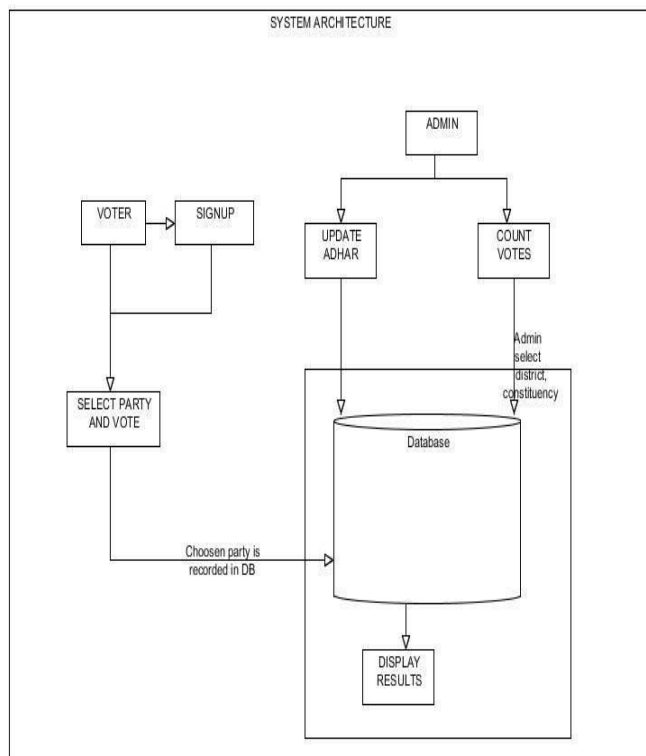 SYSTEM ARCHITECTURE
ADMIN
VOTER
SIGNUP
UPDATE
ADHAR
COUNT
VOTES
Admin
select
district,
constituency
SELECT PARTY
AND VOTE
Database
Choosen party is
recorded in DB
DISPLAY
RESULTS